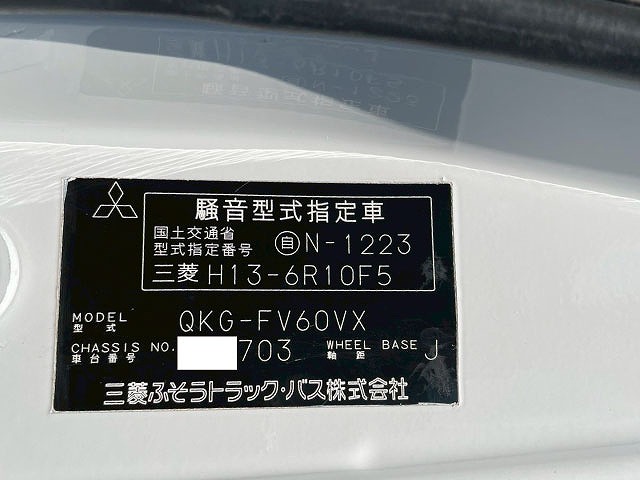 騒音型式指定車
国土交通省
型式指定番号 自 N-1223
三菱 H13-6R10F5
MODEL
型式 QKG-FV60VX
CHASSIS NO. 703 WHEEL BASE J
車台番号 軸距
三菱ふそうトラック・バス株式会社